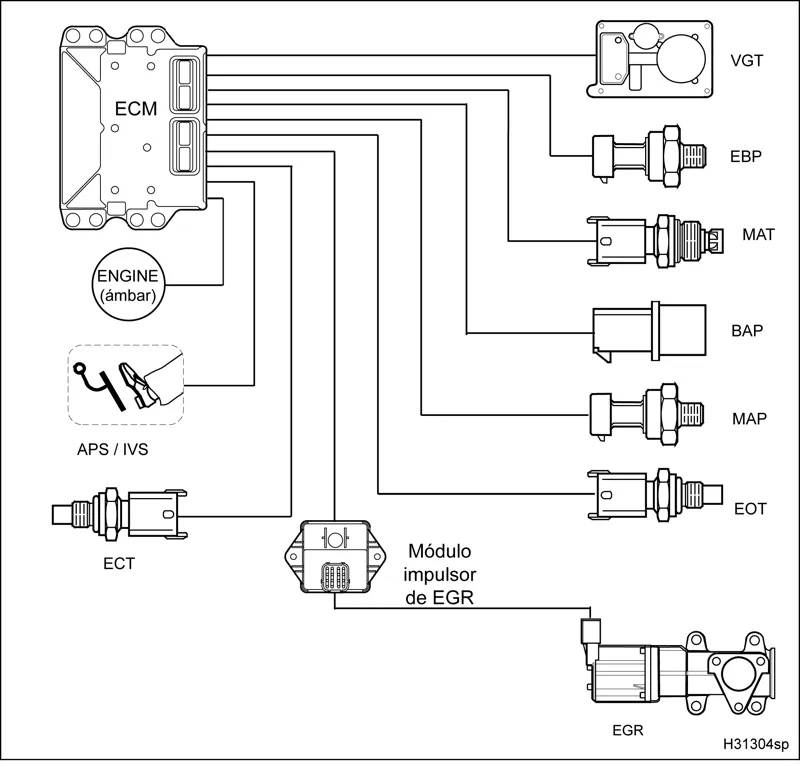 ECM
VGT
EBP
MAT
ENGINE
(ámbar)
BAP
MAP
APS / IVS
EOT
ECT
Módulo
impulsor
de EGR
EGR
H31304sp